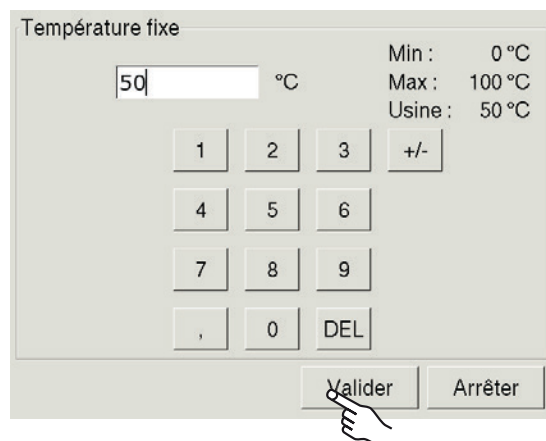 Température fixe
50 °C
Min : 0 °C
Max : 100 °C
Usine : 50 °C
1 2 3 +/-
4 5 6
7 8 9
, 0 DEL
Valider Arrêter